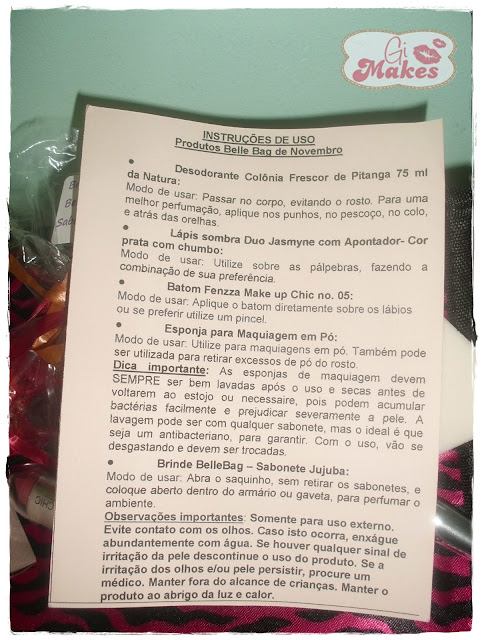 Gi
Makes
INSTRUÇÕES DE USO
Produtos Belle Bag de Novembro
• Desodorante Colônia Frescor de Pitanga 75 ml
da Natura:
Modo de usar: Passar no corpo, evitando o rosto. Para uma
melhor perfumação, aplique nos punhos, no pescoço, no colo,
e atrás das orelhas.
• Lápis sombra Duo Jasmyne com Apontador- Cor
prata com chumbo:
Modo de usar: Utilize sobre as pálpebras, fazendo a
combinação de sua preferência.
• Batom Fenzza Make up Chic no. 05:
Modo de usar: Aplique o batom diretamente sobre os lábios
ou se preferir utilize um pincel.
• Esponja para Maquiagem em Pó:
Modo de usar: Utilize para maquiagens em pó. Também pode
ser utilizada para retirar excessos de pó do rosto.
Dica importante: As esponjas de maquiagem devem
SEMPRE ser bem lavadas após o uso e secas antes de
voltarem ao estojo ou necessaire, pois podem acumular
bactérias facilmente e prejudicar severamente a pele. A
lavagem pode ser com qualquer sabonete, mas o ideal é que
seja um antibacteriano, para garantir. Com o uso, vão se
desgastando e devem ser trocadas.
• Brinde BelleBag – Sabonete Jujuba:
Modo de usar: Abra o saquinho, sem retirar os sabonetes, e
coloque aberto dentro do armário ou gaveta, para perfumar o
ambiente.
Observações importantes: Somente para uso externo.
Evite contato com os olhos. Caso isto ocorra, enxágue
abundantemente com água. Se houver qualquer sinal de
irritação da pele descontinue o uso do produto. Se a
irritação dos olhos e/ou pele persistir, procure um
médico. Manter fora do alcance de crianças. Manter o
produto ao abrigo da luz e calor.
CHIC